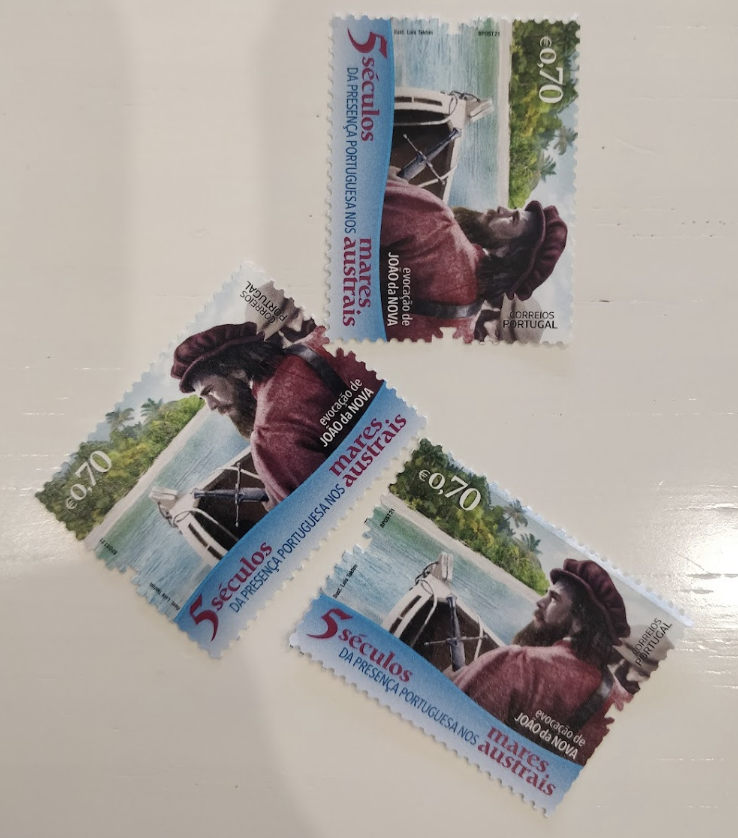 5 séculos
DA PRESENÇA PORTUGUESA NOS
mares
austrais
evocação de
JOÃO da NOVA
€0,70
CORREIOS
PORTUGAL
€0,70
CORREIOS
PORTUGAL
evocação de
JOÃO da NOVA
5 séculos
DA PRESENÇA PORTUGUESA NOS
mares
austrais
€0,70
CORREIOS
PORTUGAL
evocação de
JOÃO da NOVA
5 séculos
DA PRESENÇA PORTUGUESA NOS
mares
austrais